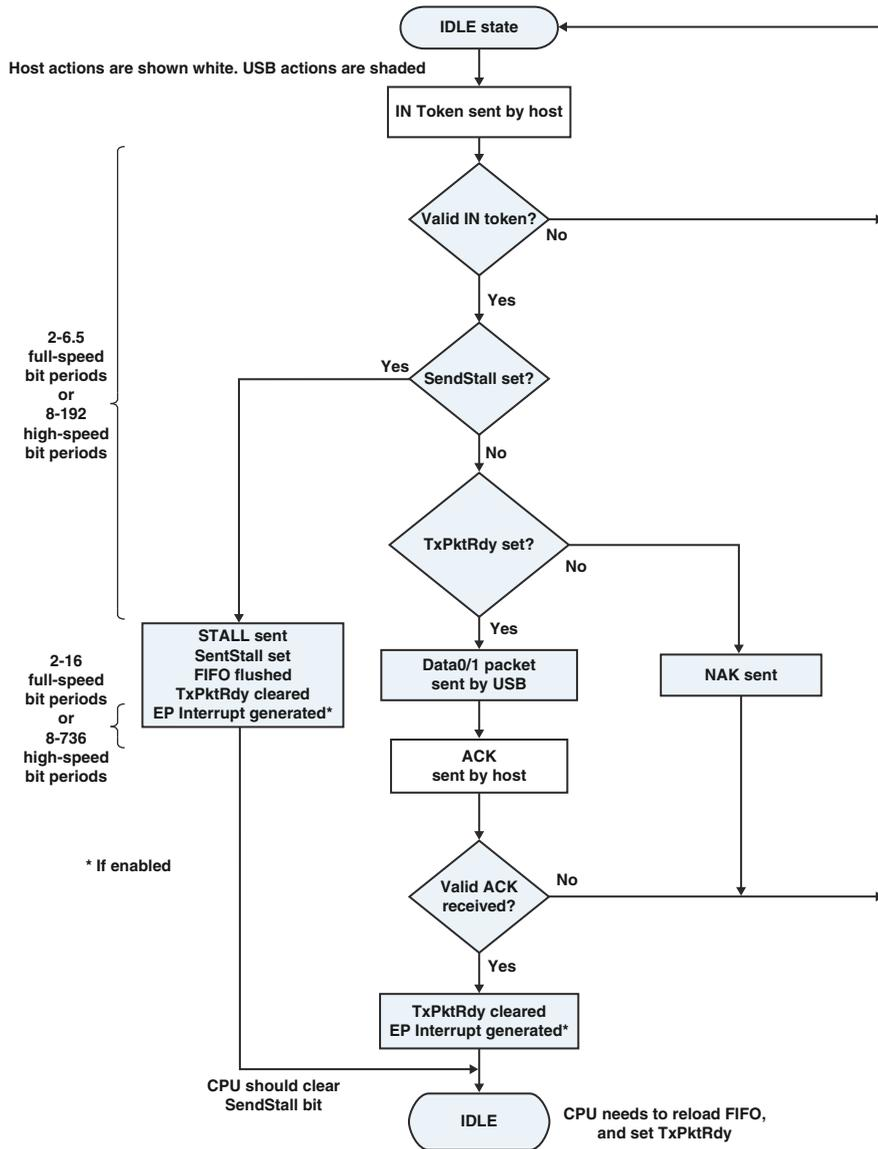 IDLE state
Host actions are shown white. USB actions are shaded
IN Token sent by host
Valid IN token?
No
Yes
2-6.5
full-speed
bit periods
or
8-192
high-speed
bit periods
Yes
SendStall set?
No
TxPktRdy set?
No
Yes
STALL sent
SentStall set
FIFO flushed
TxPktRdy cleared
EP Interrupt generated*
2-16
full-speed
bit periods
or
8-736
high-speed
bit periods
Data0/1 packet
sent by USB
NAK sent
ACK
sent by host
* If enabled
Valid ACK
received?
No
Yes
TxPktRdy cleared
EP Interrupt generated*
CPU should clear
SendStall bit
IDLE
CPU needs to reload FIFO,
and set TxPktRdy